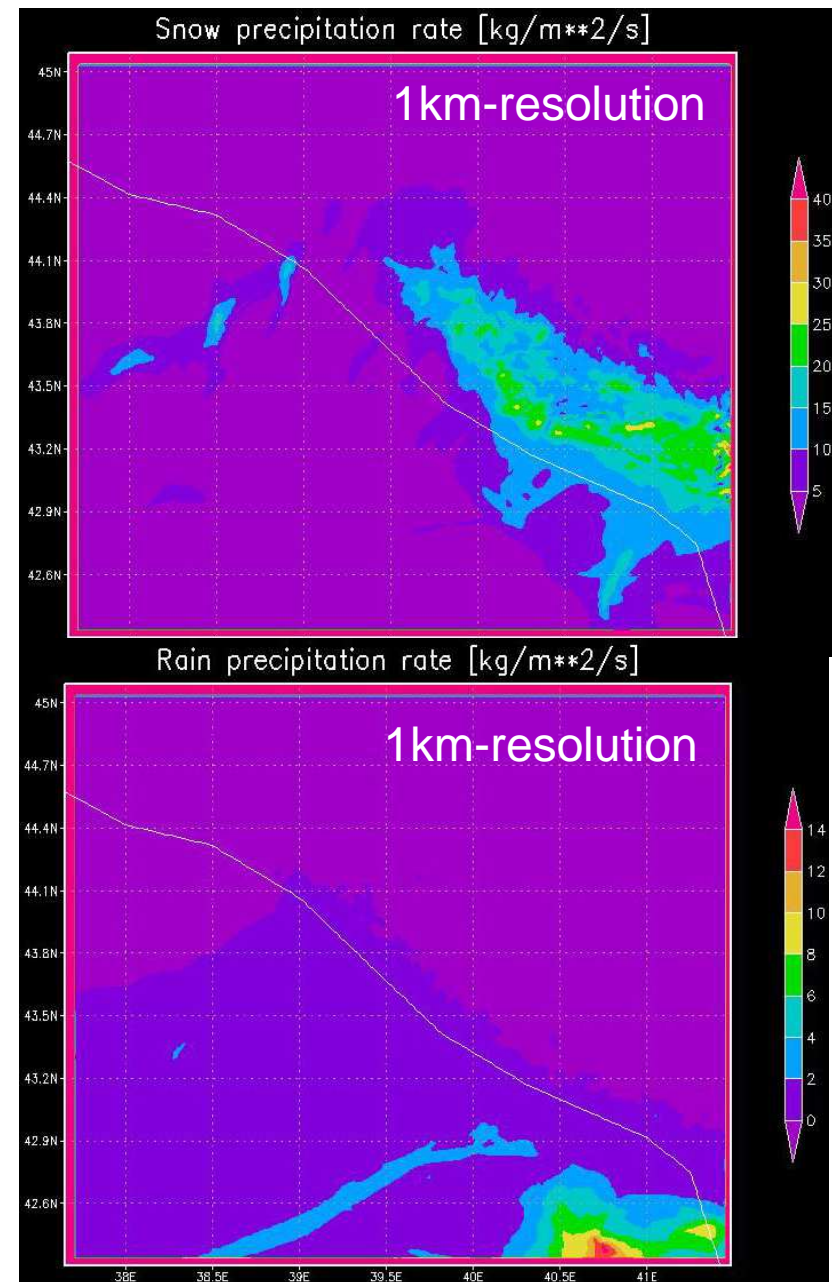 Snow precipitation rate [kg/m**2/s]
1km-resolution
45N
44.7N
44.4N
44.1N
43.8N
43.5N
43.2N
42.9N
42.6N
40
35
30
25
20
15
10
5
Rain precipitation rate [kg/m**2/s]
1km-resolution
45N
44.7N
44.4N
44.1N
43.8N
43.5N
43.2N
42.9N
42.6N
38E 38.5E 39E 39.5E 40E 40.5E 41E
14
12
10
8
6
4
2
0